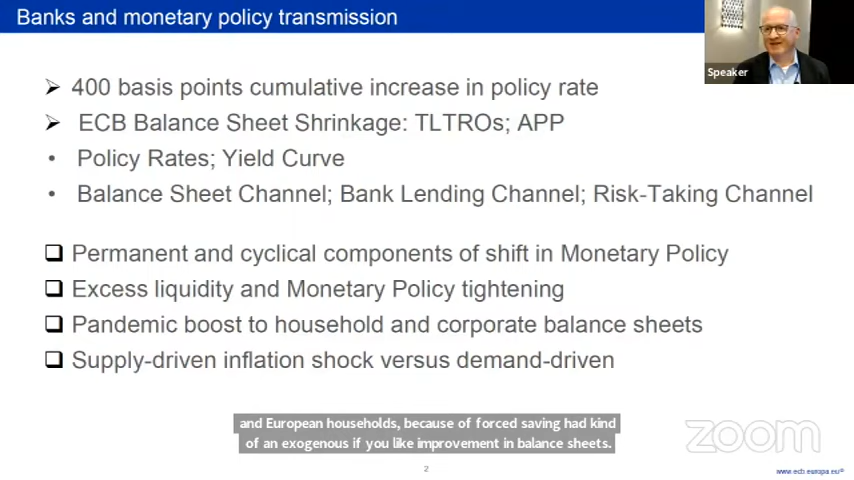 Banks and monetary policy transmission
Speaker
➢ 400 basis points cumulative increase in policy rate
➢ ECB Balance Sheet Shrinkage: TLTROs; APP
• Policy Rates; Yield Curve
• Balance Sheet Channel; Bank Lending Channel; Risk-Taking Channel
❑ Permanent and cyclical components of shift in Monetary Policy
❑ Excess liquidity and Monetary Policy tightening
❑ Pandemic boost to household and corporate balance sheets
❑ Supply-driven inflation shock versus demand-driven
and European households, because of forced saving had kind
of an exogenous if you like improvement in balance sheets.
zoom
2
www.ecb.europa.eu©